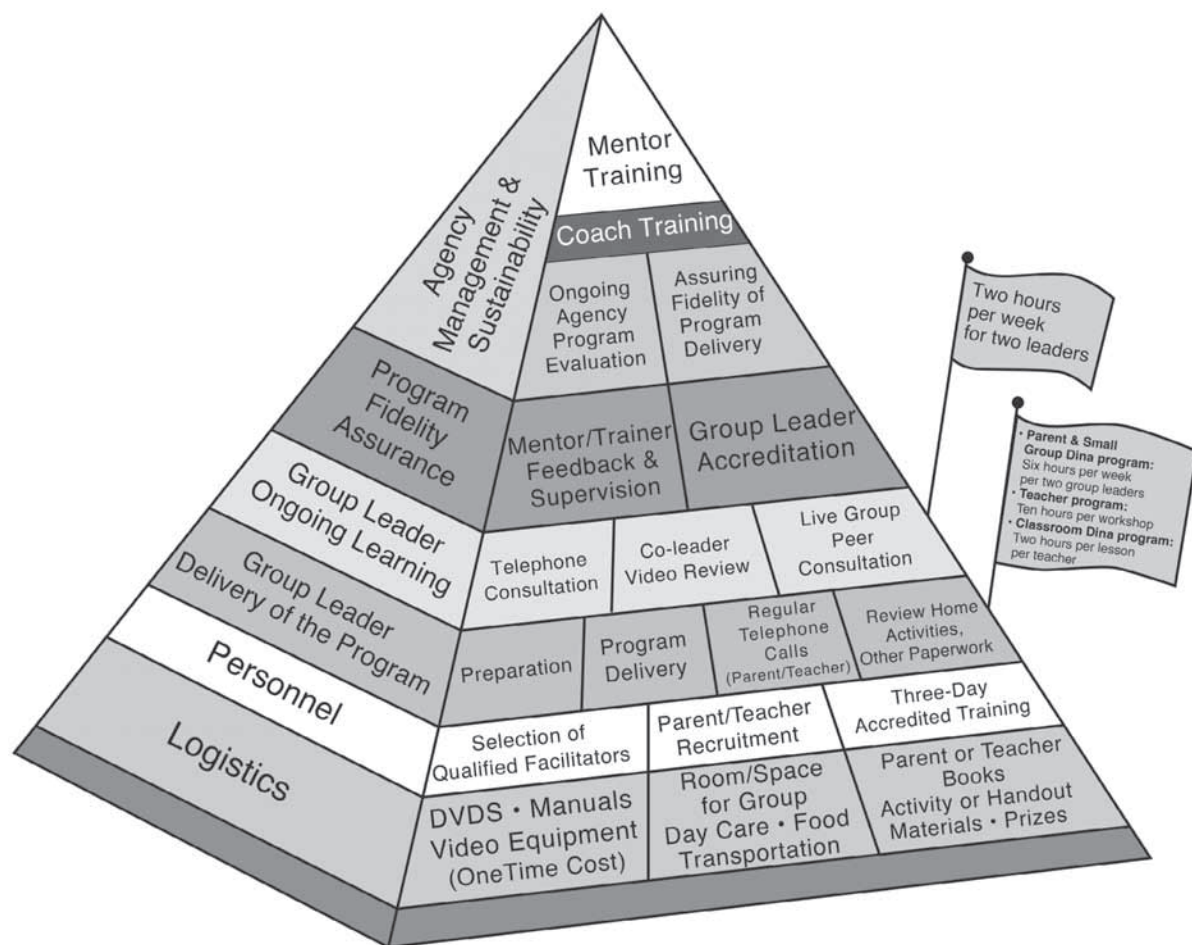 Agency
Management &
Sustainability
Mentor
Training
Coach Training
Ongoing
Agency
Program
Evaluation
Assuring
Fidelity of
Program
Delivery
Program
Fidelity
Assurance
Mentor/Trainer
Feedback &
Supervision
Group Leader
Accreditation
Group Leader
Ongoing Learning
Telephone
Consultation
Co-leader
Video Review
Live Group
Peer
Consultation
Two hours
per week
for two leaders
Group Leader
Delivery of the Program
Preparation
Program
Delivery
Regular
Telephone
Calls
(Parent/Teacher)
Review Home
Activities,
Other Paperwork
• Parent & Small
Group Dina program:
Six hours per week
per two group leaders
• Teacher program:
Ten hours per workshop
• Classroom Dina program:
Two hours per lesson
per teacher
Personnel
Selection of
Qualified Facilitators
Parent/Teacher
Recruitment
Three-Day
Accredited Training
Logistics
DVDS • Manuals
Video Equipment
(OneTime Cost)
Room/Space
for Group
Day Care • Food
Transportation
Parent or Teacher
Books
Activity or Handout
Materials • Prizes